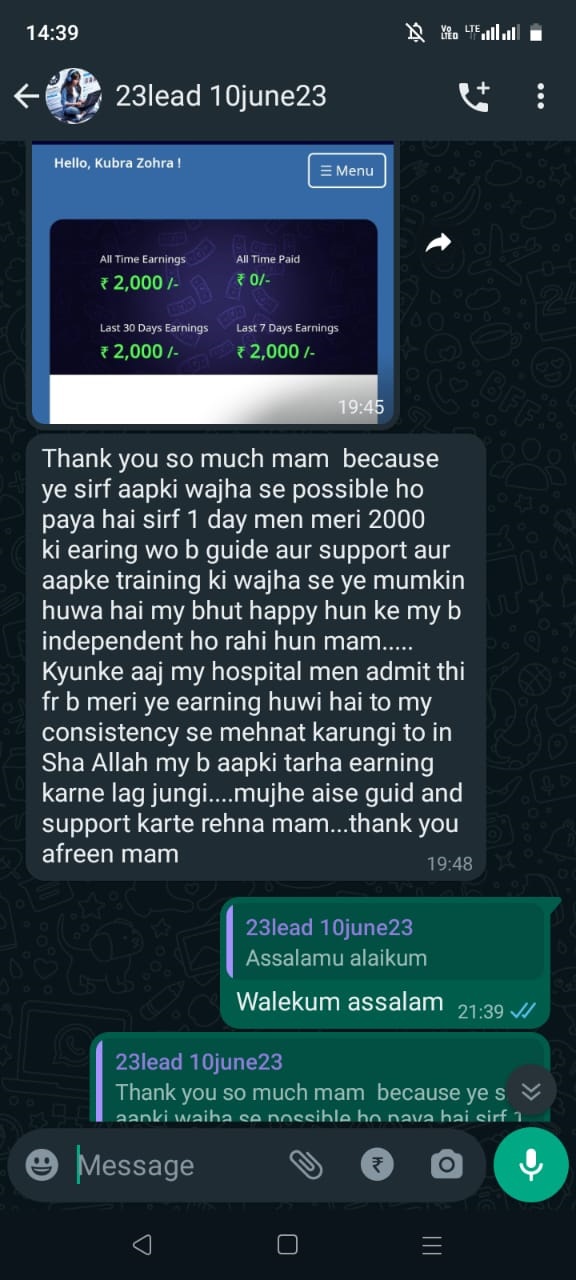 14:39
Vo LTED LTE
23lead 10june23
Hello, Kubra Zohra !
☰ Menu
All Time Earnings
All Time Paid
₹ 2,000 /-
₹ 0/-
Last 30 Days Earnings
Last 7 Days Earnings
₹ 2,000 /-
₹ 2,000 /-
19:45
Thank you so much mam  because
ye sirf aapki wajha se possible ho
paya hai sirf 1 day men meri 2000
ki earing wo b guide aur support aur
aapke training ki wajha se ye mumkin
huwa hai my bhut happy hun ke my b
independent ho rahi hun mam.....
Kyunke aaj my hospital men admit thi
fr b meri ye earning huwi hai to my
consistency se mehnat karungi to in
Sha Allah my b aapki tarha earning
karne lag jungi....mujhe aise guid and
support karte rehna mam...thank you
afreen mam
19:48
23lead 10june23
Assalamu alaikum
Walekum assalam
21:39
23lead 10june23
Thank you so much mam  because ye s
aapki wajha se possible ho paya hai sirf 1
Message